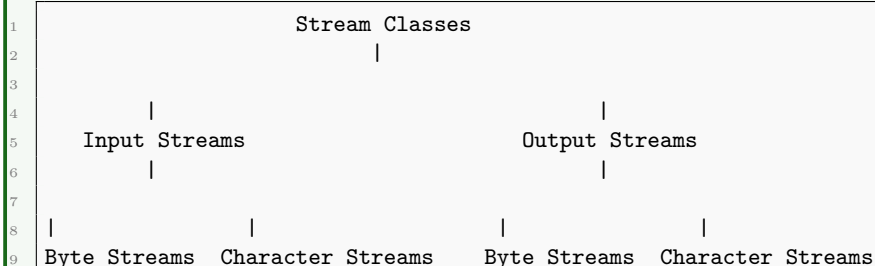 1 Stream Classes
2 |
3
4 | |
5 Input Streams Output Streams
6 | |
7
8 | | | |
9 Byte Streams Character Streams Byte Streams Character Streams